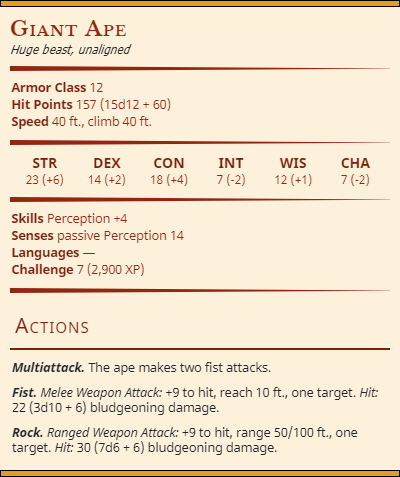 Giant Ape
Huge beast, unaligned
Armor Class 12
Hit Points 157 (15d12 + 60)
Speed 40 ft., climb 40 ft.
STR DEX CON INT WIS CHA
23 (+6) 14 (+2) 18 (+4) 7 (-2) 12 (+1) 7 (-2)
Skills Perception +4
Senses passive Perception 14
Languages —
Challenge 7 (2,900 XP)
Actions
Multiattack. The ape makes two fist attacks.
Fist. Melee Weapon Attack: +9 to hit, reach 10 ft., one target. Hit:
22 (3d10 + 6) bludgeoning damage.
Rock. Ranged Weapon Attack: +9 to hit, range 50/100 ft., one
target. Hit: 30 (7d6 + 6) bludgeoning damage.